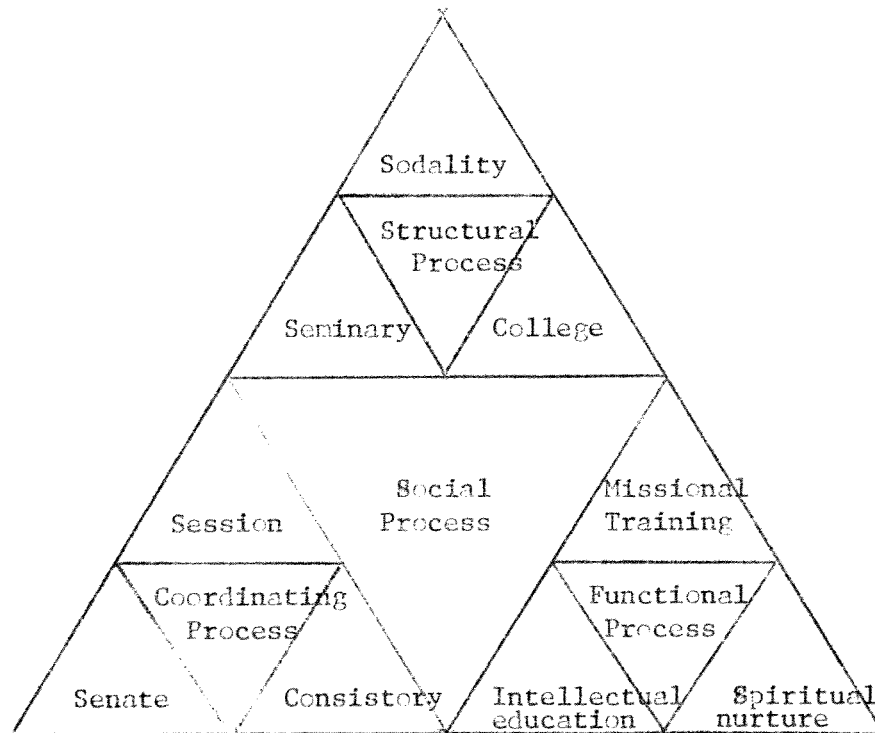 Sodality
Structural
Process
Seminary College
Social Missional
Session Process Training
Coordinating Functional
Process Process
Senate Consistory Intellectual Spiritual
education nurture